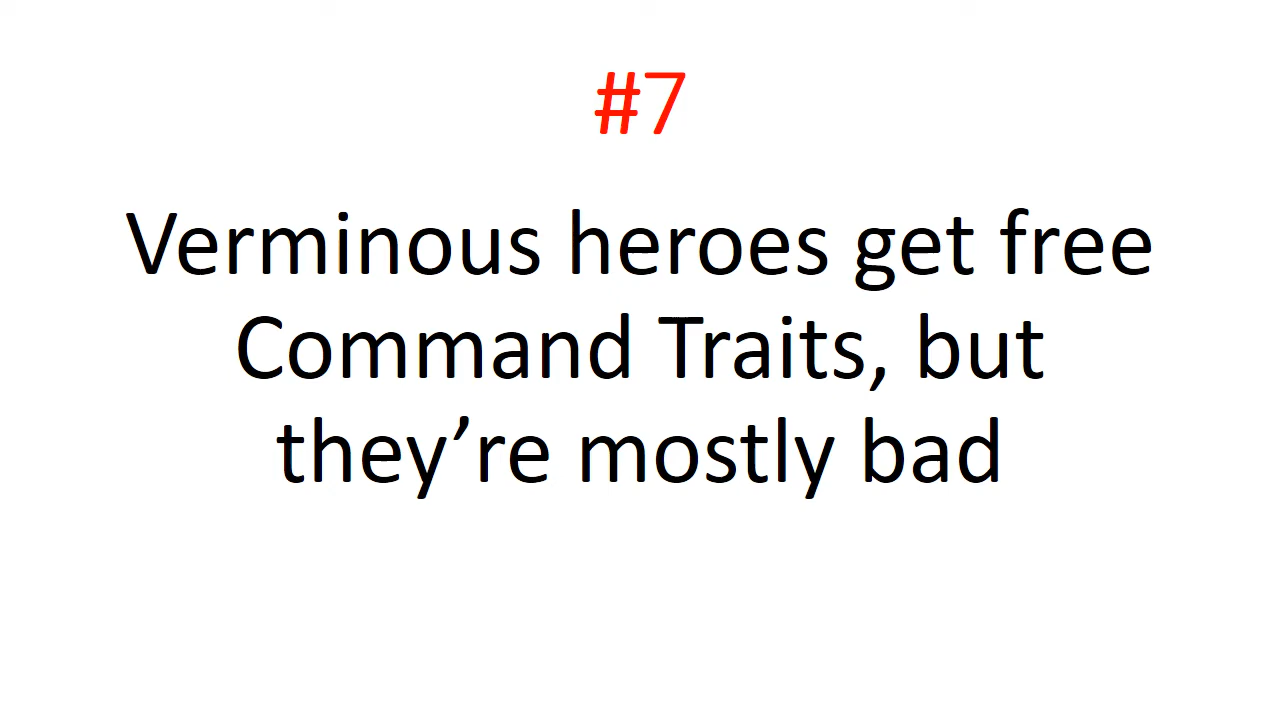 #7
Verminous heroes get free
Command Traits, but
they’re mostly bad